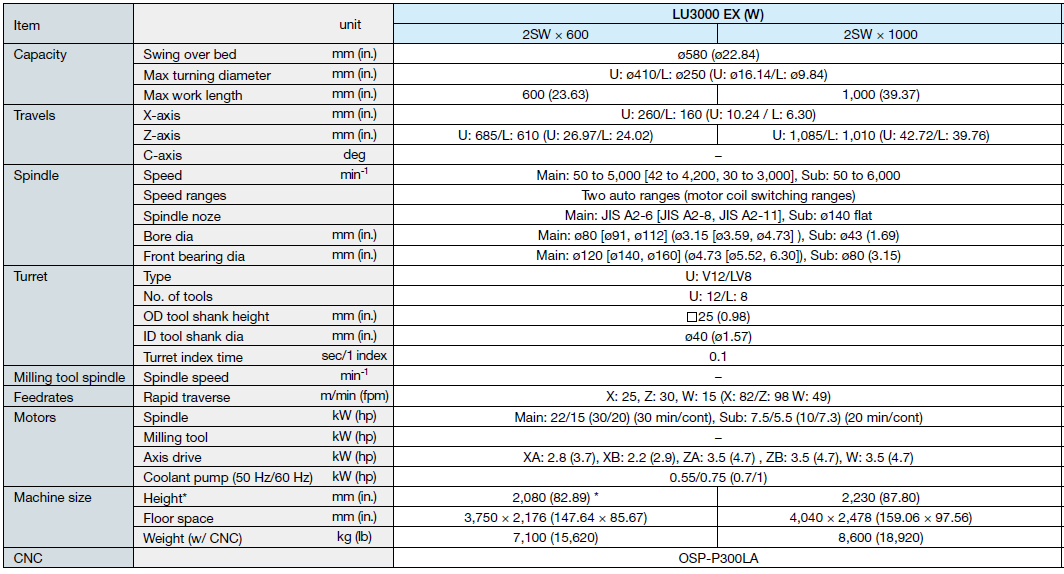 Item unit LU3000 EX (W)
2SW × 600 2SW × 1000
Capacity Swing over bed mm (in.) ø580 (ø22.84)
Max turning diameter mm (in.) U: ø410/L: ø250 (U: ø16.14/L: ø9.84)
Max work length mm (in.) 600 (23.63) 1,000 (39.37)
Travels X-axis mm (in.) U: 260/L: 160 (U: 10.24 / L: 6.30)
Z-axis mm (in.) U: 685/L: 610 (U: 26.97/L: 24.02) U: 1,085/L: 1,010 (U: 42.72/L: 39.76)
C-axis deg –
Spindle Speed min-1 Main: 50 to 5,000 [42 to 4,200, 30 to 3,000], Sub: 50 to 6,000
Speed ranges Two auto ranges (motor coil switching ranges)
Spindle noze Main: JIS A2-6 [JIS A2-8, JIS A2-11], Sub: ø140 flat
Bore dia mm (in.) Main: ø80 [ø91, ø112] (ø3.15 [ø3.59, ø4.73] ), Sub: ø43 (1.69)
Front bearing dia mm (in.) Main: ø120 [ø140, ø160] (ø4.73 [ø5.52, 6.30]), Sub: ø80 (3.15)
Turret Type U: V12/LV8
No. of tools U: 12/L: 8
OD tool shank height mm (in.) □25 (0.98)
ID tool shank dia mm (in.) ø40 (ø1.57)
Turret index time sec/1 index 0.1
Milling tool spindle Spindle speed min-1 –
Feedrates Rapid traverse m/min (fpm) X: 25, Z: 30, W: 15 (X: 82/Z: 98 W: 49)
Motors Spindle kW (hp) Main: 22/15 (30/20) (30 min/cont), Sub: 7.5/5.5 (10/7.3) (20 min/cont)
Milling tool kW (hp) –
Axis drive kW (hp) XA: 2.8 (3.7), XB: 2.2 (2.9), ZA: 3.5 (4.7) , ZB: 3.5 (4.7), W: 3.5 (4.7)
Coolant pump (50 Hz/60 Hz) kW (hp) 0.55/0.75 (0.7/1)
Machine size Height* mm (in.) 2,080 (82.89) * 2,230 (87.80)
Floor space mm (in.) 3,750 × 2,176 (147.64 × 85.67) 4,040 × 2,478 (159.06 × 97.56)
Weight (w/ CNC) kg (lb) 7,100 (15,620) 8,600 (18,920)
CNC OSP-P300LA